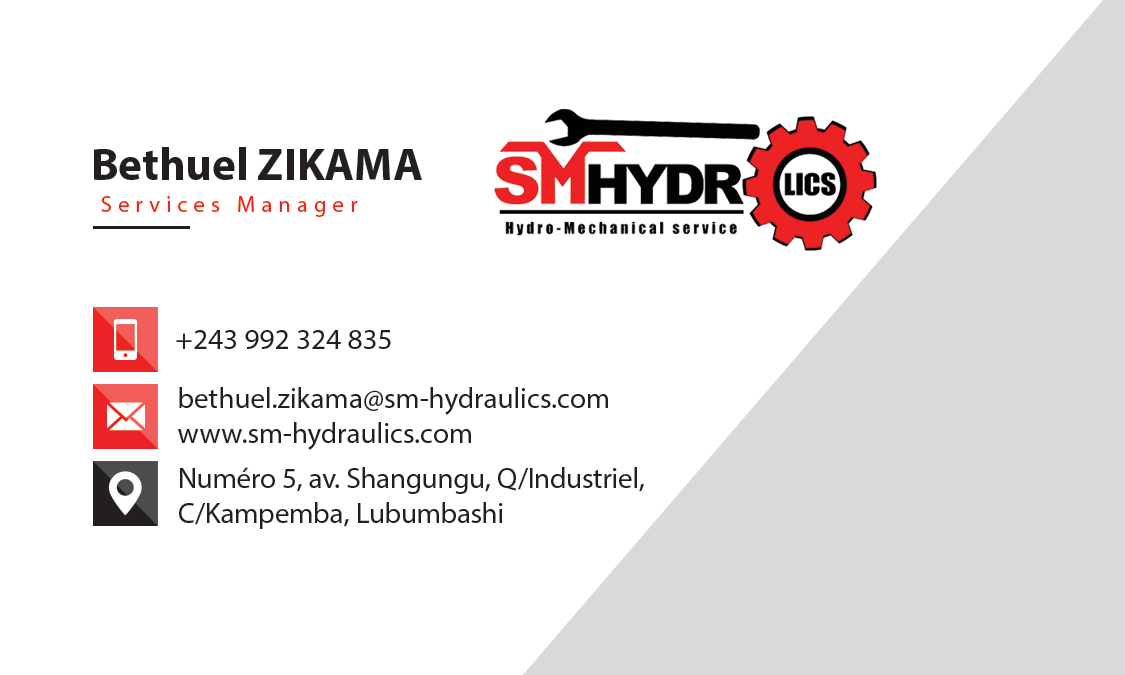 Bethuel ZIKAMA
Services Manager
SMHYDR LICS
Hydro-Mechanical service
+243 992 324 835
bethuel.zikama@sm-hydraulics.com
www.sm-hydraulics.com
Numéro 5, av. Shangungu, Q/Industriel,
C/Kampemba, Lubumbashi